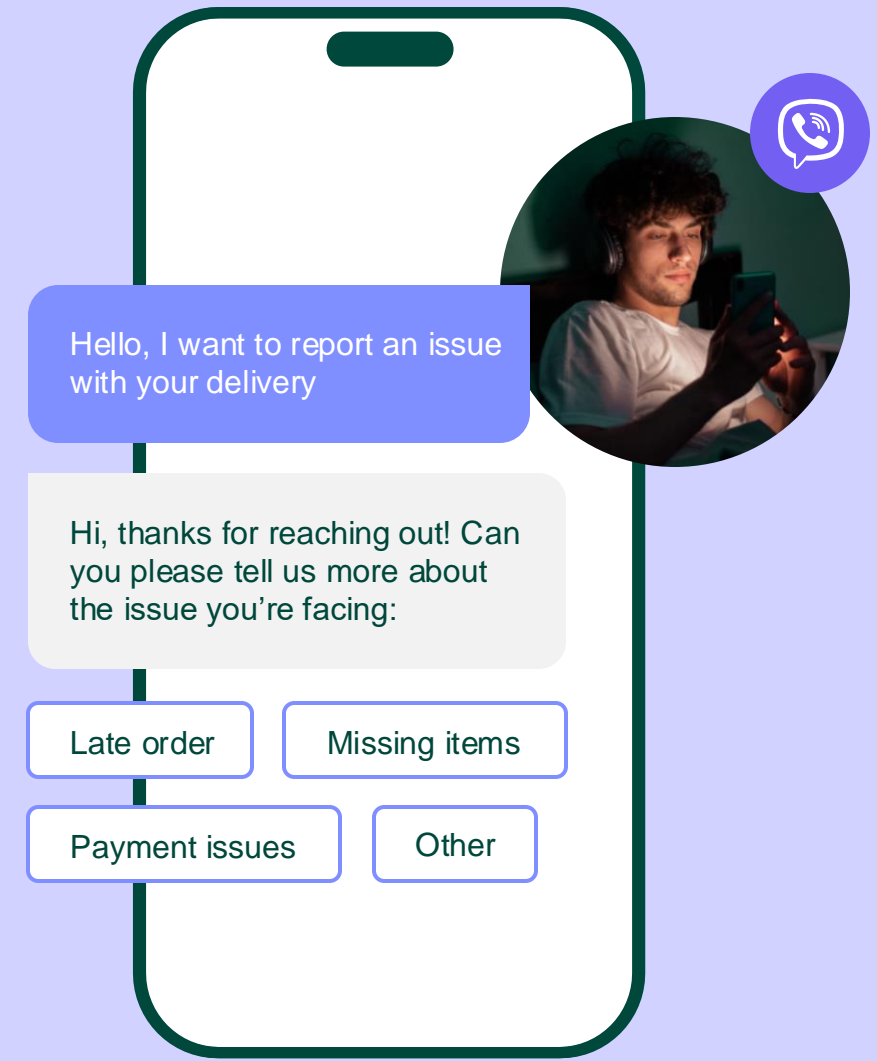 Hello, I want to report an issue
with your delivery
Hi, thanks for reaching out! Can
you please tell us more about
the issue you’re facing:
Late order
Missing items
Payment issues
Other